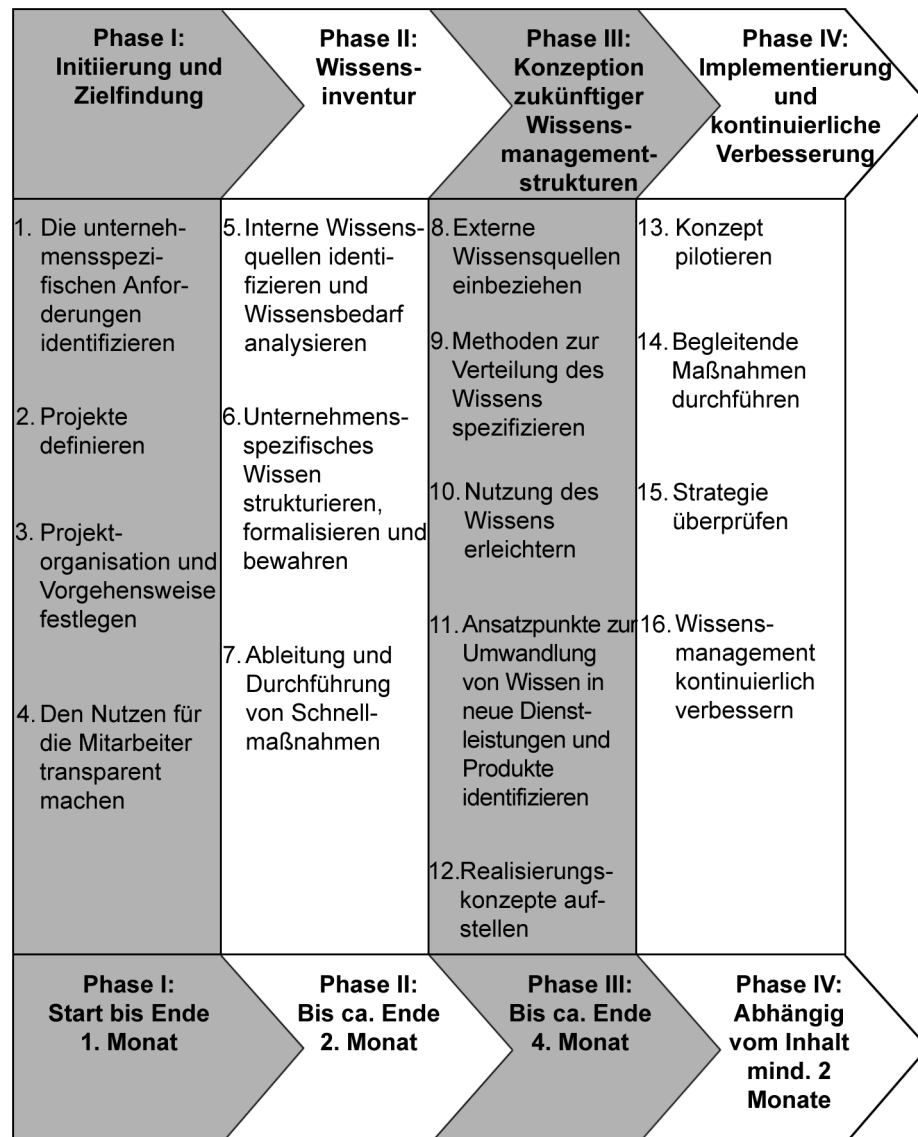 Phase I:
Initiierung und
Zielfindung
Phase II:
Wissens-
inventur
Phase III:
Konzeption
zukünftiger
Wissens-
management-
strukturen
Phase IV:
Implementierung
und
kontinuierliche
Verbesserung
1. Die unterneh-
mensspezi-
fischen Anfor-
derungen
identifizieren
2. Projekte
definieren
3. Projekt-
organisation und
Vorgehensweise
festlegen
4. Den Nutzen für
die Mitarbeiter
transparent
machen
5. Interne Wissens-
quellen identi-
fizieren und
Wissensbedarf
analysieren
6. Unternehmens-
spezifisches
Wissen
strukturieren,
formalisieren und
bewahren
7. Ableitung und
Durchführung
von Schnell-
maßnahmen
8. Externe
Wissensquellen
einbeziehen
9. Methoden zur
Verteilung des
Wissens
spezifizieren
10. Nutzung des
Wissens
erleichtern
11. Ansatzpunkte zur
Umwandlung
von Wissen in
neue Dienst-
leistungen und
Produkte
identifizieren
12. Realisierungs-
konzepte auf-
stellen
13. Konzept
pilotieren
14. Begleitende
Maßnahmen
durchführen
15. Strategie
überprüfen
16. Wissens-
management
kontinuierlich
verbessern
Phase I:
Start bis Ende
1. Monat
Phase II:
Bis ca. Ende
2. Monat
Phase III:
Bis ca. Ende
4. Monat
Phase IV:
Abhängig
vom Inhalt
mind. 2
Monate